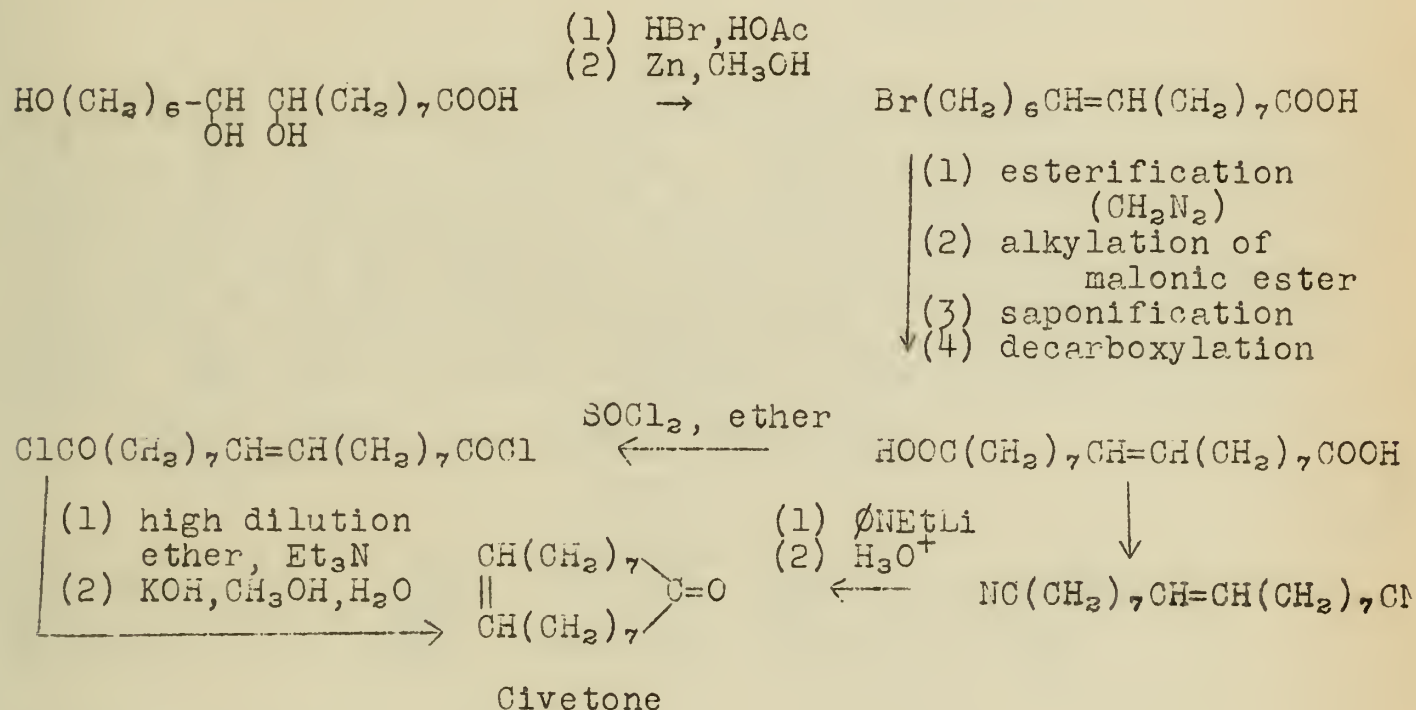 (1) HBr,HOAc
(2) Zn,CH₃OH
HO(CH₂)₆-CH CH(CH₂)₇COOH → Br(CH₂)₆CH=CH(CH₂)₇COOH
OH OH
(1) esterification
(CH₂N₂)
(2) alkylation of
malonic ester
(3) saponification
(4) decarboxylation
SOCl₂, ether
ClCO(CH₂)₇CH=CH(CH₂)₇COCl ← HOOC(CH₂)₇CH=CH(CH₂)₇COOH
(1) high dilution
ether, Et₃N
(2) KOH,CH₃OH,H₂O
CH(CH₂)₇
|| C=O
CH(CH₂)₇
(1) ØNEtLi
(2) H₃O⁺
← NC(CH₂)₇CH=CH(CH₂)₇CN
Civetone